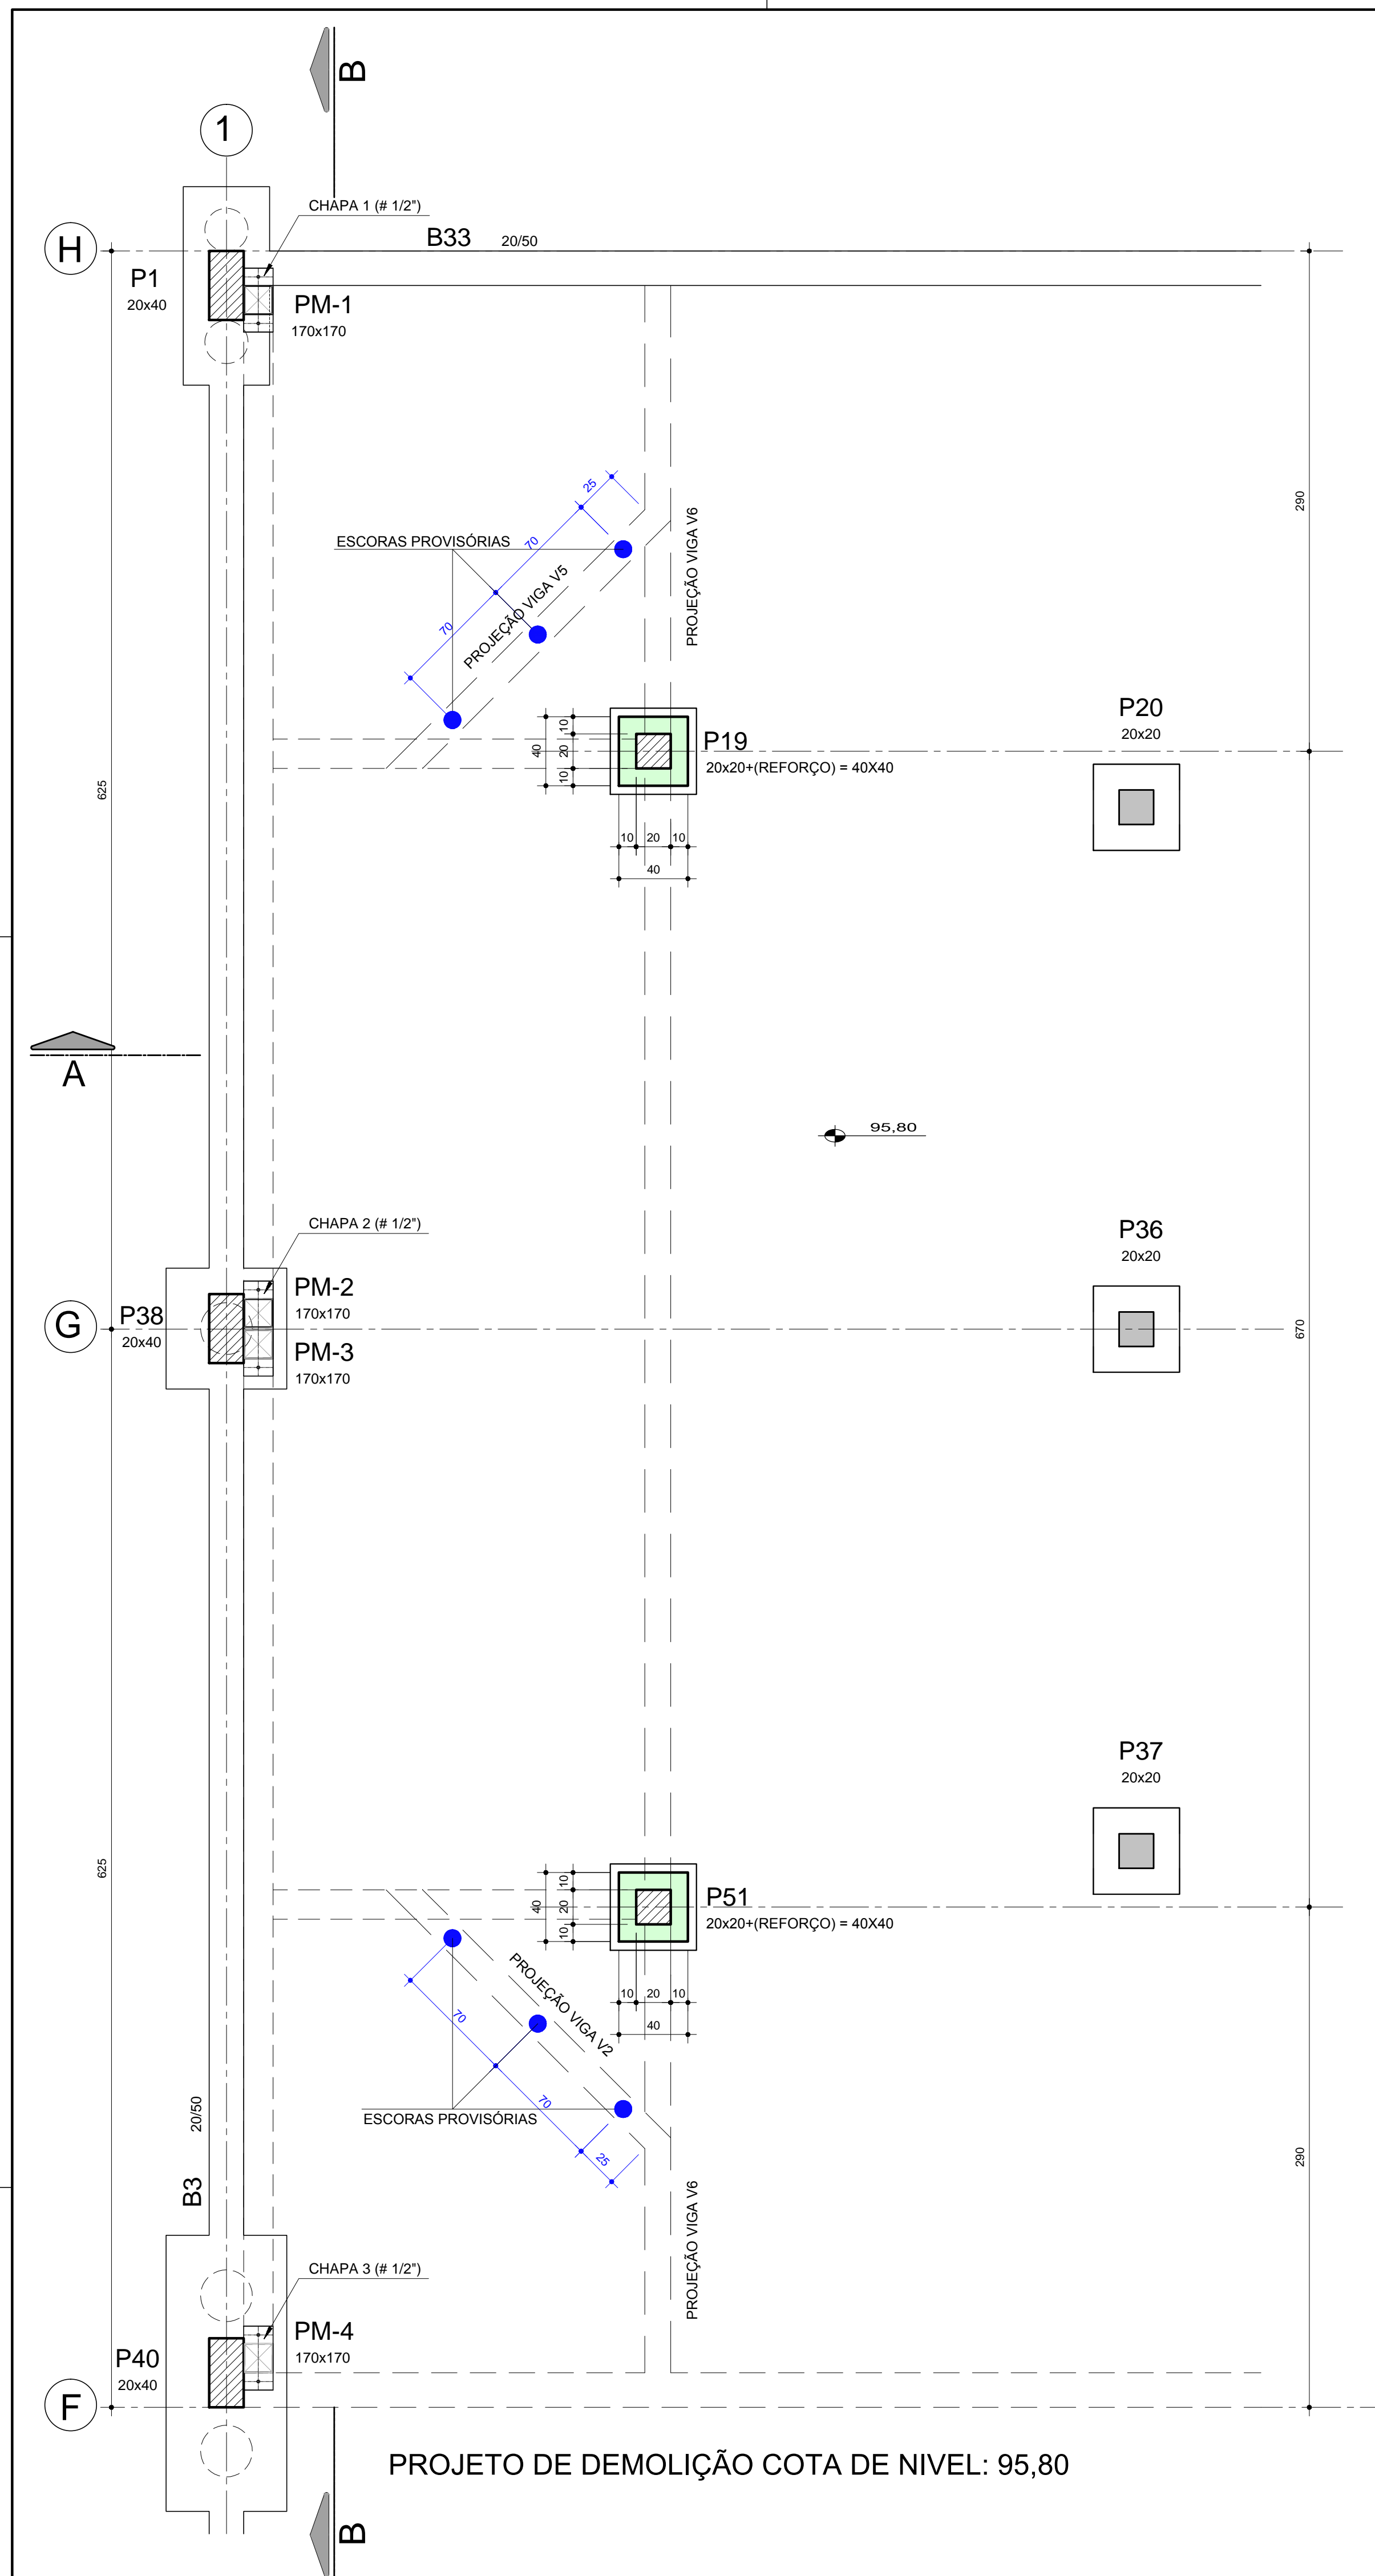 B
1
CHAPA 1 (# 1/2")
H
B33 20/50
P1
20x40
PM-1
170x170
25
290
70
ESCORAS PROVISÓRIAS
PROJEÇÃO VIGA V6
PROJEÇÃO VIGA V5
70
P20
20x20
P19
20x20+(REFORÇO) = 40X40
10
20
10
40
10 20 10
40
625
A
95,80
CHAPA 2 (# 1/2")
P36
20x20
PM-2
170x170
P38
20x40
G
PM-3
170x170
670
P37
20x20
625
P51
20x20+(REFORÇO) = 40X40
10
20
10
40
10 20 10
40
PROJEÇÃO VIGA V2
70
70
25
ESCORAS PROVISÓRIAS
20/50
B3
290
PROJEÇÃO VIGA V6
CHAPA 3 (# 1/2")
PM-4
170x170
P40
20x40
F
PROJETO DE DEMOLIÇÃO COTA DE NIVEL: 95,80
B